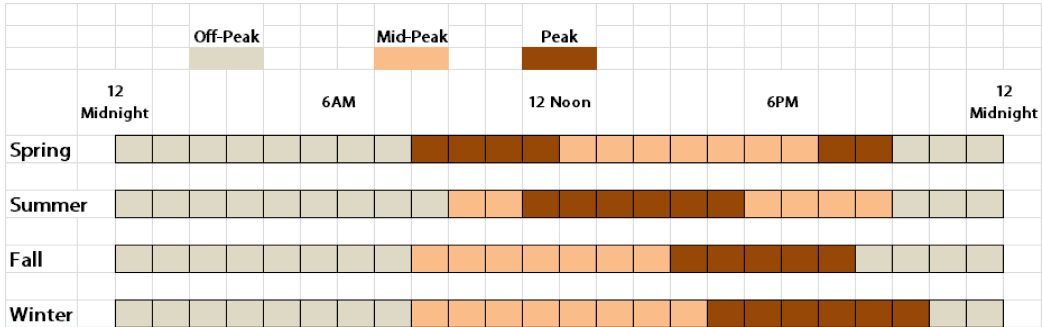 Off-Peak Mid-Peak Peak
12 Midnight 6AM 12 Noon 6PM 12 Midnight
Spring
Summer
Fall
Winter